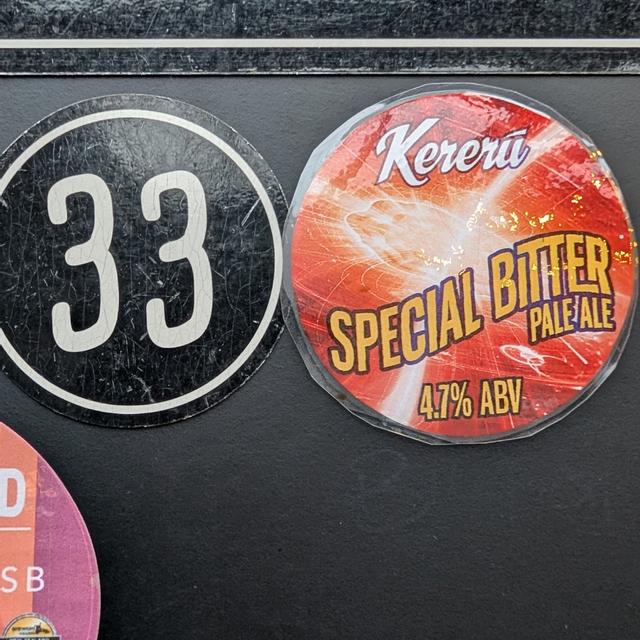 33
Kererū
SPECIAL BITTER
PALE ALE
4.7% ABV
D
SB